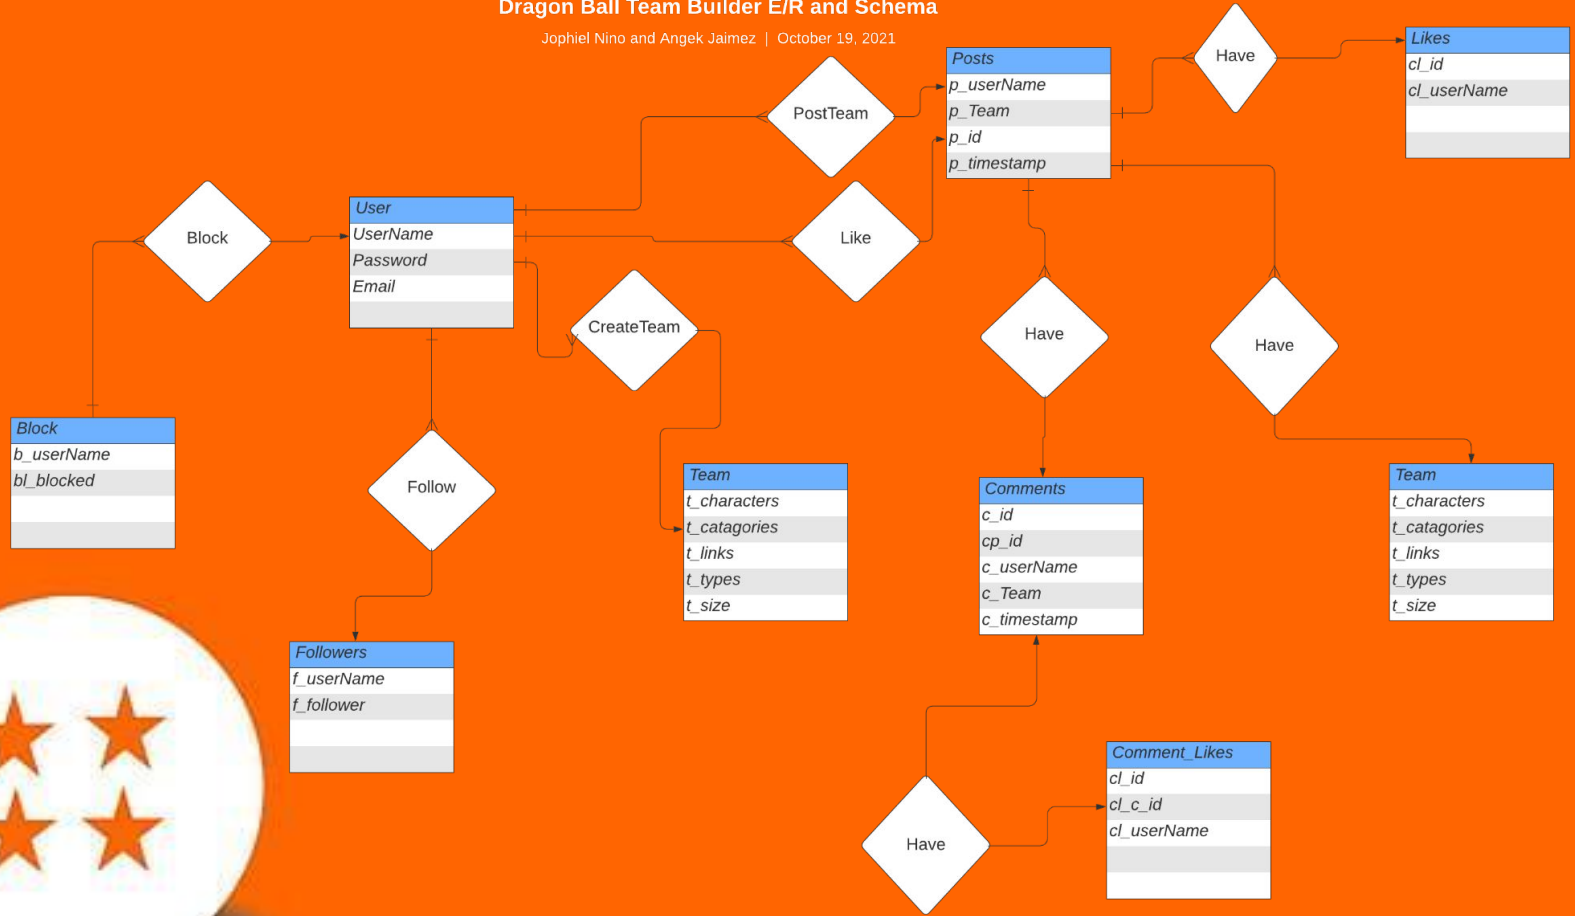 Dragon Ball Team Builder E/R and Schema
Jophiel Nino and Angek Jaimez | October 19, 2021
Posts
p_userName
p_Team
p_id
p_timestamp
Have
Likes
cl_id
cl_userName
PostTeam
Block
User
UserName
Password
Email
Like
CreateTeam
Have
Have
Block
b_userName
bl_blocked
Follow
Team
t_characters
t_catagories
t_links
t_types
t_size
Comments
c_id
cp_id
c_userName
c_Team
c_timestamp
Team
t_characters
t_catagories
t_links
t_types
t_size
Followers
f_userName
f_follower
Have
Comment_Likes
cl_id
cl_c_id
cl_userName